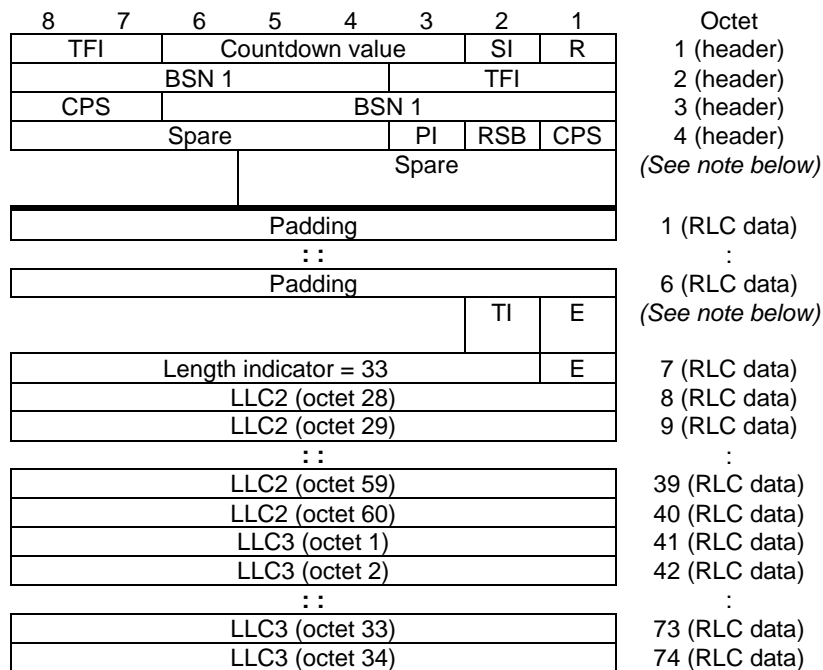 8 7 6 5 4 3 2 1 Octet
TFI Countdown value SI R 1 (header)
BSN 1 TFI 2 (header)
CPS BSN 1 3 (header)
Spare PI RSB CPS 4 (header)
Spare (See note below)
Padding 1 (RLC data)
: : :
Padding 6 (RLC data)
TI E (See note below)
Length indicator = 33 E 7 (RLC data)
LLC2 (octet 28) 8 (RLC data)
LLC2 (octet 29) 9 (RLC data)
: : :
LLC2 (octet 59) 39 (RLC data)
LLC2 (octet 60) 40 (RLC data)
LLC3 (octet 1) 41 (RLC data)
LLC3 (octet 2) 42 (RLC data)
: : :
LLC3 (octet 33) 73 (RLC data)
LLC3 (octet 34) 74 (RLC data)